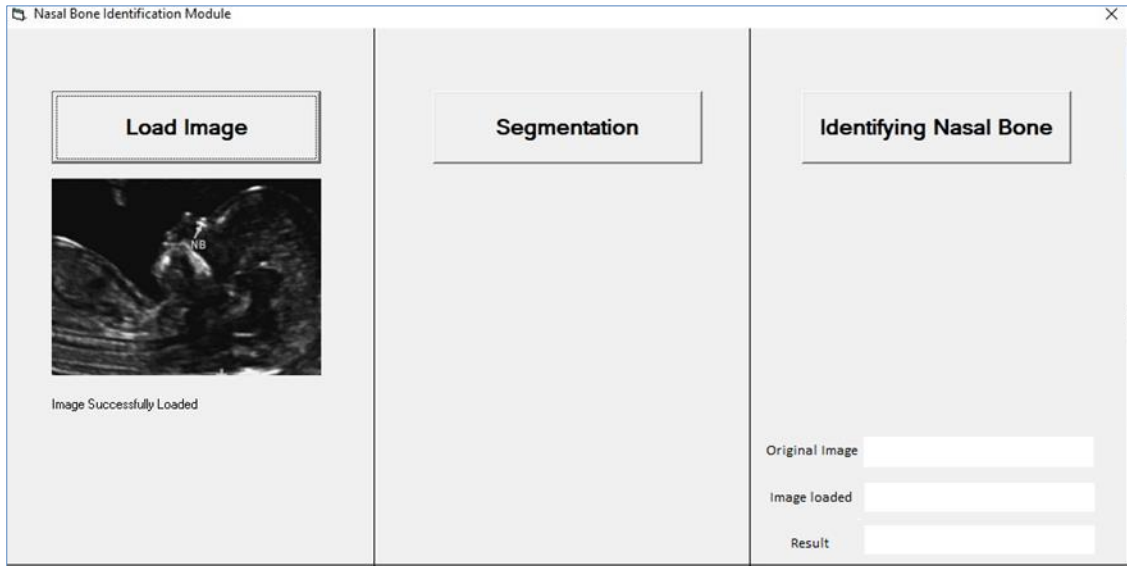 Nasal Bone Identification Module
Load Image
Segmentation
Identifying Nasal Bone
NB
Image Successfully Loaded
Original Image
Image loaded
Result